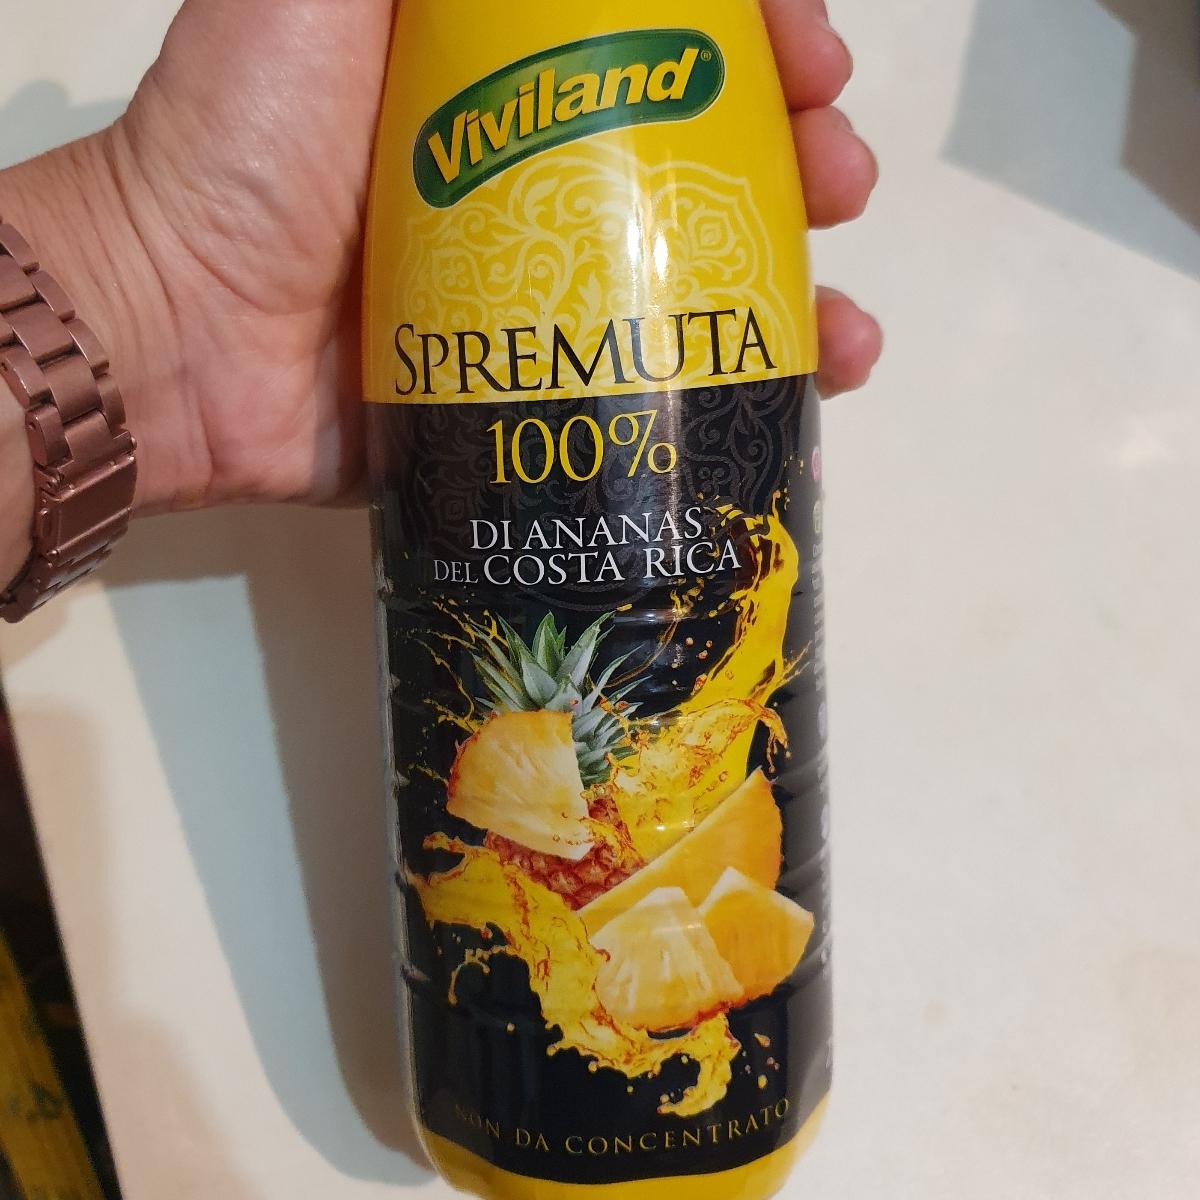 Viviland®
SPREMUTA
100%
DI ANANAS
DEL COSTA RICA
NON DA CONCENTRATO